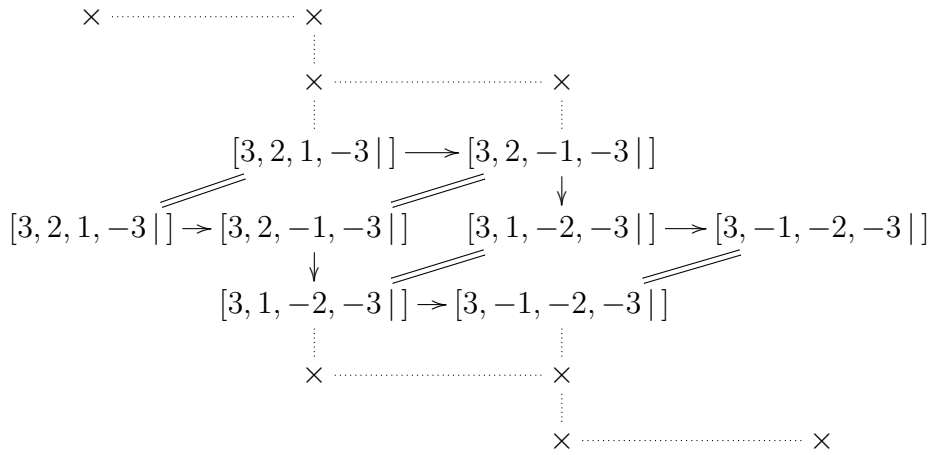 × ×
× ×
[3, 2, 1, −3 | ] [3, 2, −1, −3 | ]
[3, 2, 1, −3 | ] [3, 2, −1, −3 | ] [3, 1, −2, −3 | ] [3, −1, −2, −3 | ]
[3, 1, −2, −3 | ] [3, −1, −2, −3 | ]
× ×
× ×